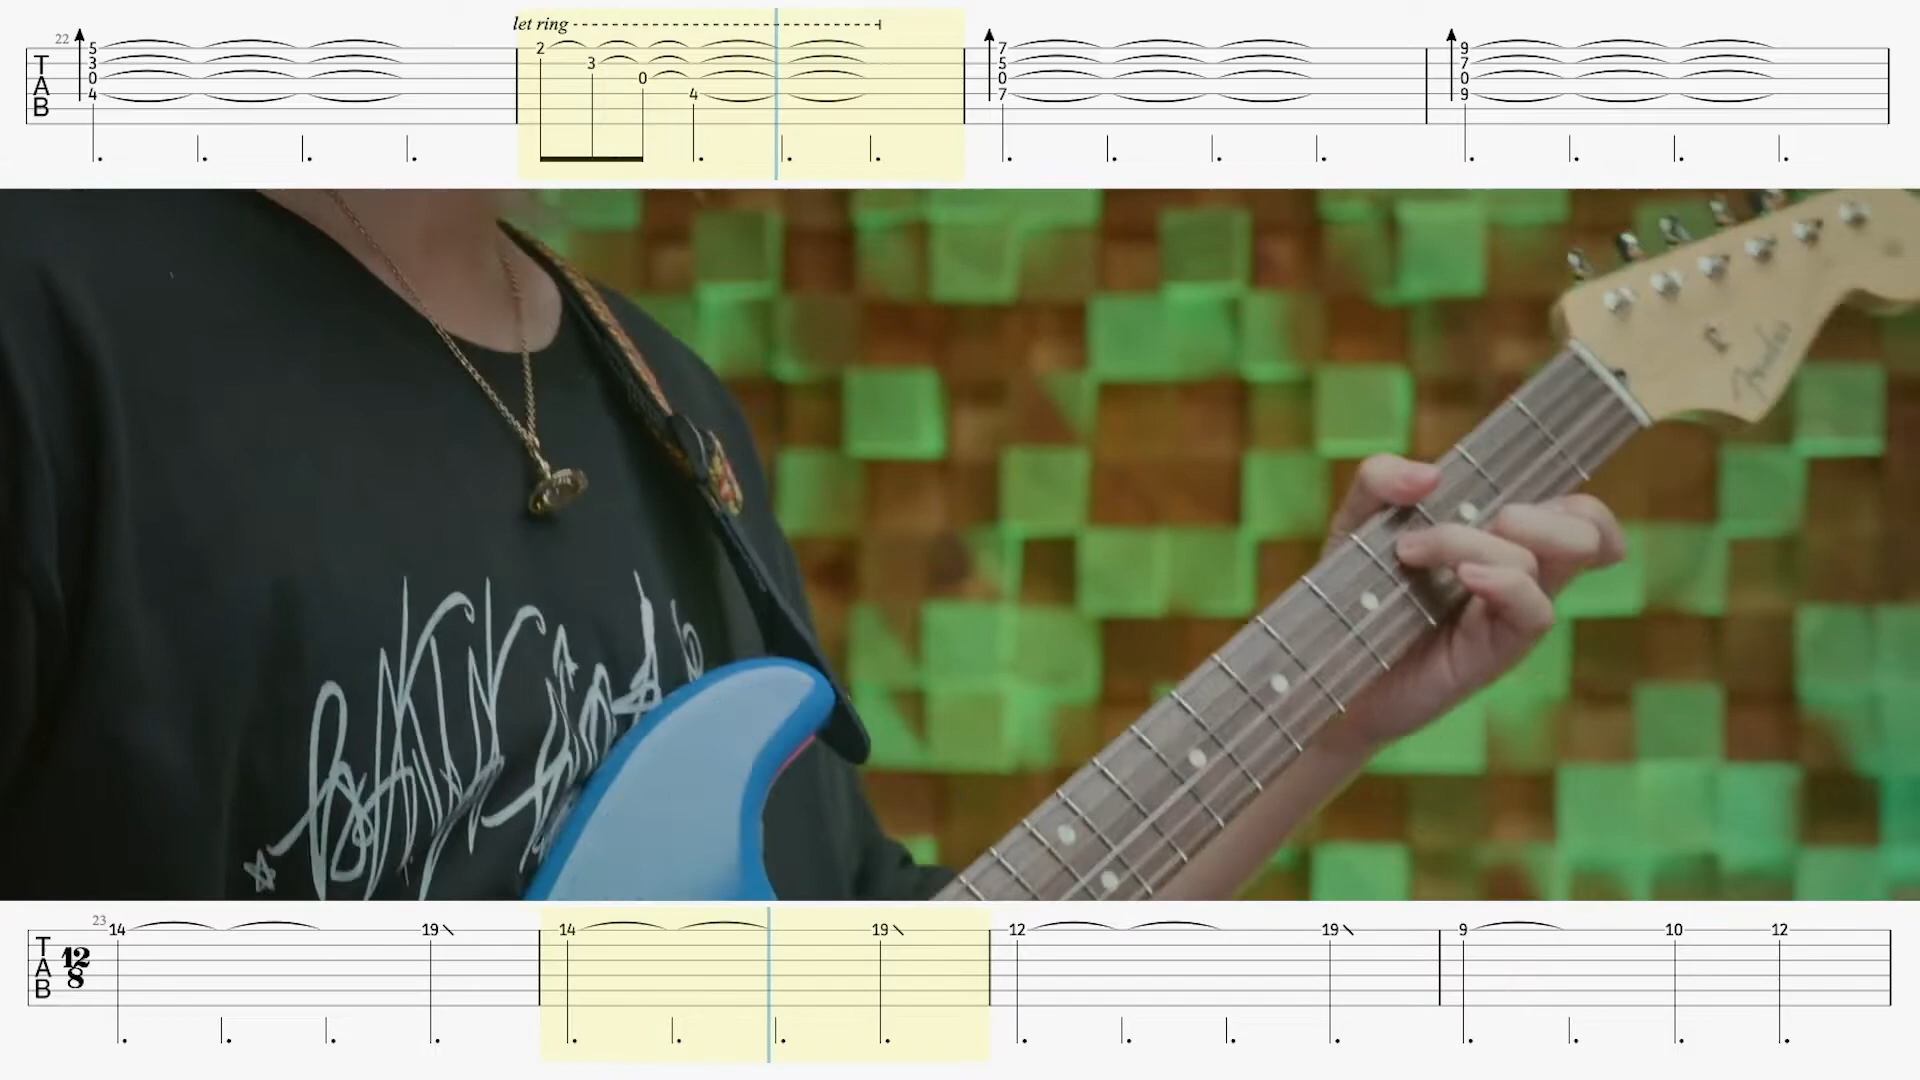 let ring
22
5 2 7 9
T 3 3 5 7
A 0 0 0 0
B 4 4 7 9
Fender
23
14 19 14 19 12 19 9 10 12
T
A
B
12
8